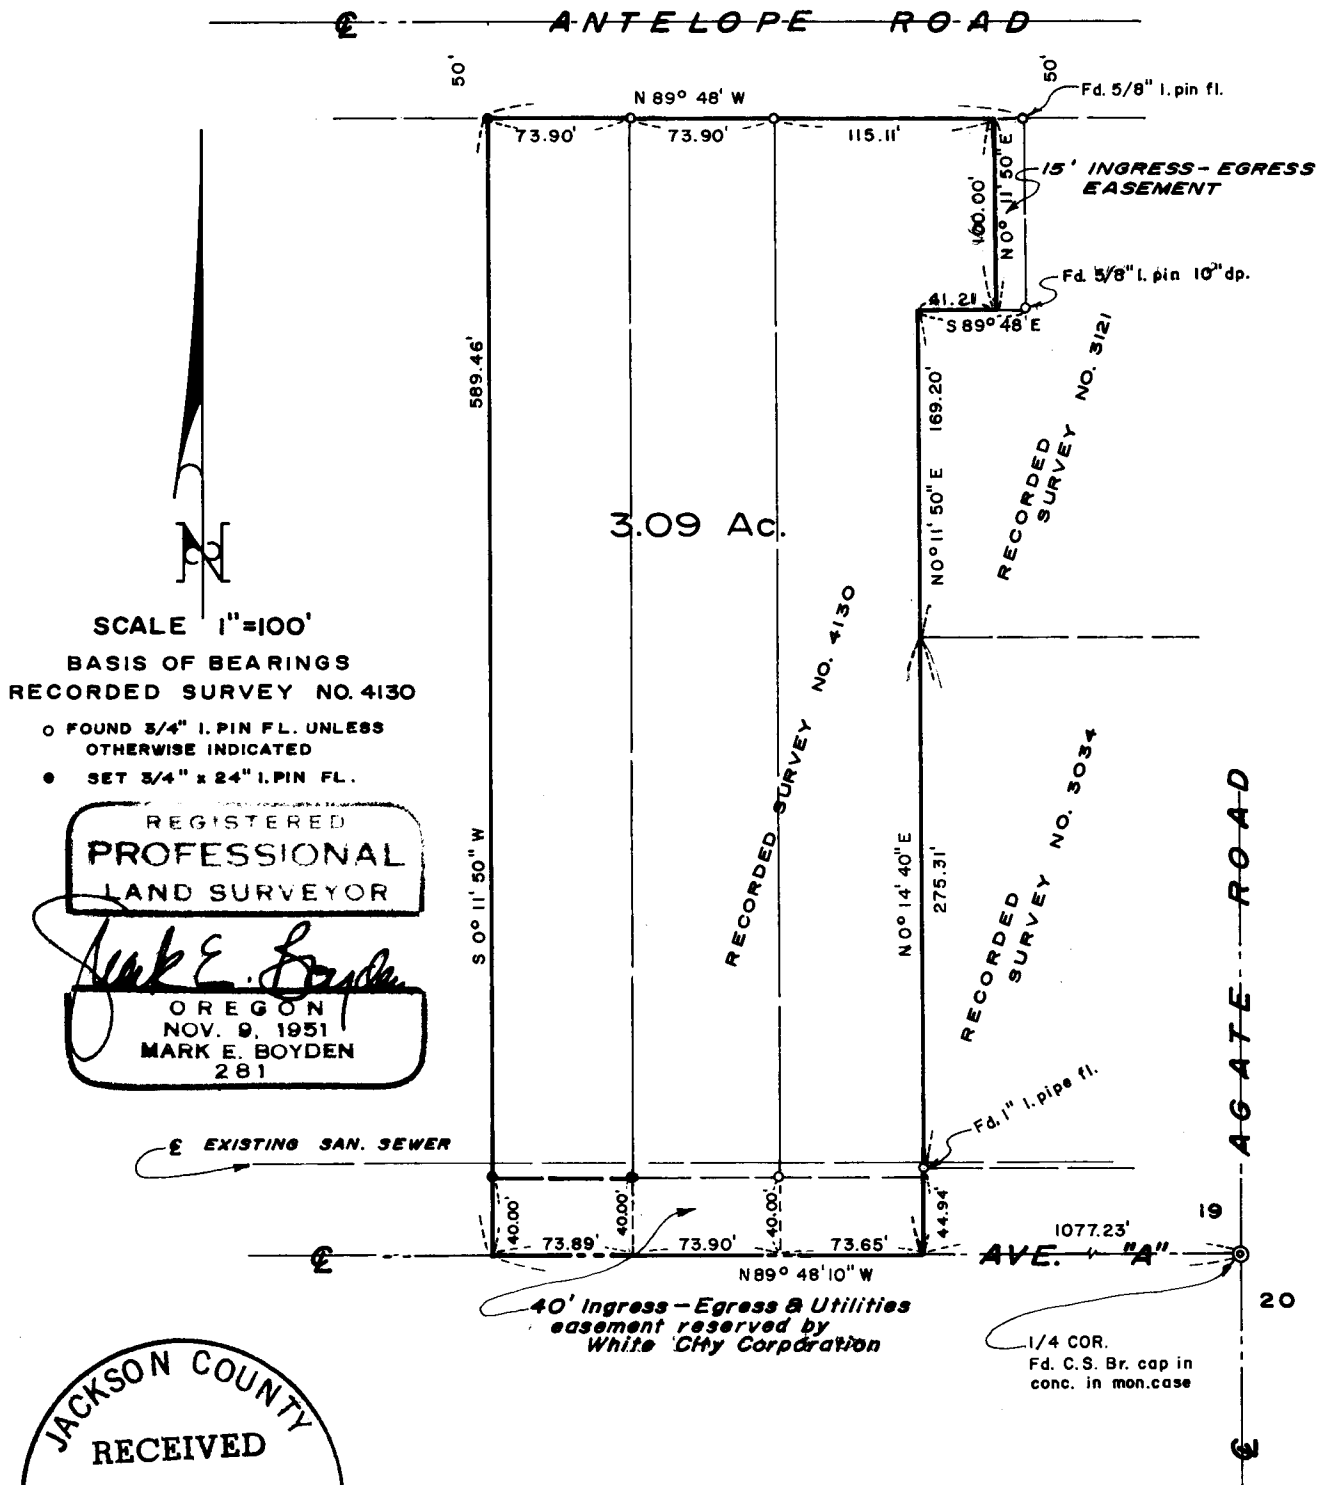 ℄ ANTELOPE ROAD
50'
50'
N 89° 48' W
Fd. 5/8" I. pin fl.
73.90'
73.90'
115.11'
100.00'
N 0° 11' 50" E
15' INGRESS - EGRESS
EASEMENT
Fd. 5/8" I. pin 10" dp.
41.21'
S 89° 48' E
589.46'
169.20'
N 0° 11' 50" E
RECORDED
SURVEY NO. 3121
3.09 Ac.
SCALE 1"=100'
BASIS OF BEARINGS
RECORDED SURVEY NO. 4130
o FOUND 3/4" I. PIN FL. UNLESS
OTHERWISE INDICATED
● SET 3/4" x 24" I. PIN FL.
RECORDED SURVEY NO. 4130
REGISTERED
PROFESSIONAL
LAND SURVEYOR
Mark E. Boyden
OREGON
NOV. 9, 1951
MARK E. BOYDEN
281
S 0° 11' 50" W
N 0° 14' 40" E
275.31'
RECORDED
SURVEY NO. 3034
AGATE ROAD
Fd. 1" I. pipe fl.
℄ EXISTING SAN. SEWER
40.00'
40.00'
40.00'
44.94'
℄
73.89'
73.90'
73.65'
1077.23'
19
AVE. "A"
N 89° 48' 10" W
20
40' Ingress - Egress & Utilities
easement reserved by
White City Corporation
1/4 COR.
Fd. C.S. Br. cap in
conc. in mon. case
℄
JACKSON COUNTY
RECEIVED